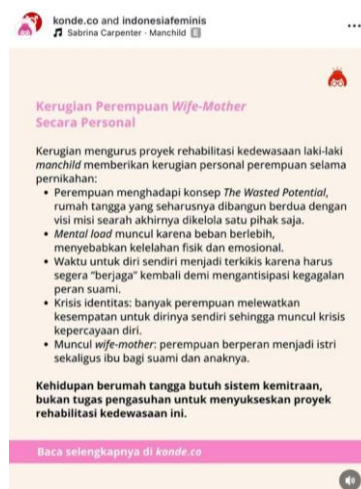 konde.co and indonesiafeminis
Sabrina Carpenter · Manchild E
Kerugian Perempuan Wife-Mother
Secara Personal
Kerugian mengurus proyek rehabilitasi kedewasaan laki-laki
manchild memberikan kerugian personal perempuan selama
pernikahan:
• Perempuan menghadapi konsep The Wasted Potential,
rumah tangga yang seharusnya dibangun berdua dengan
visi misi searah akhirnya dikelola satu pihak saja.
• Mental load muncul karena beban berlebih,
menyebabkan kelelahan fisik dan emosional.
• Waktu untuk diri sendiri menjadi terkikis karena harus
segera "berjaga" kembali demi mengantisipasi kegagalan
peran suami.
• Krisis identitas: banyak perempuan melewatkan
kesempatan untuk dirinya sendiri sehingga muncul krisis
kepercayaan diri.
• Muncul wife-mother: perempuan berperan menjadi istri
sekaligus ibu bagi suami dan anaknya.
Kehidupan berumah tangga butuh sistem kemitraan,
bukan tugas pengasuhan untuk menyukseskan proyek
rehabilitasi kedewasaan ini.
Baca selengkapnya di konde.co